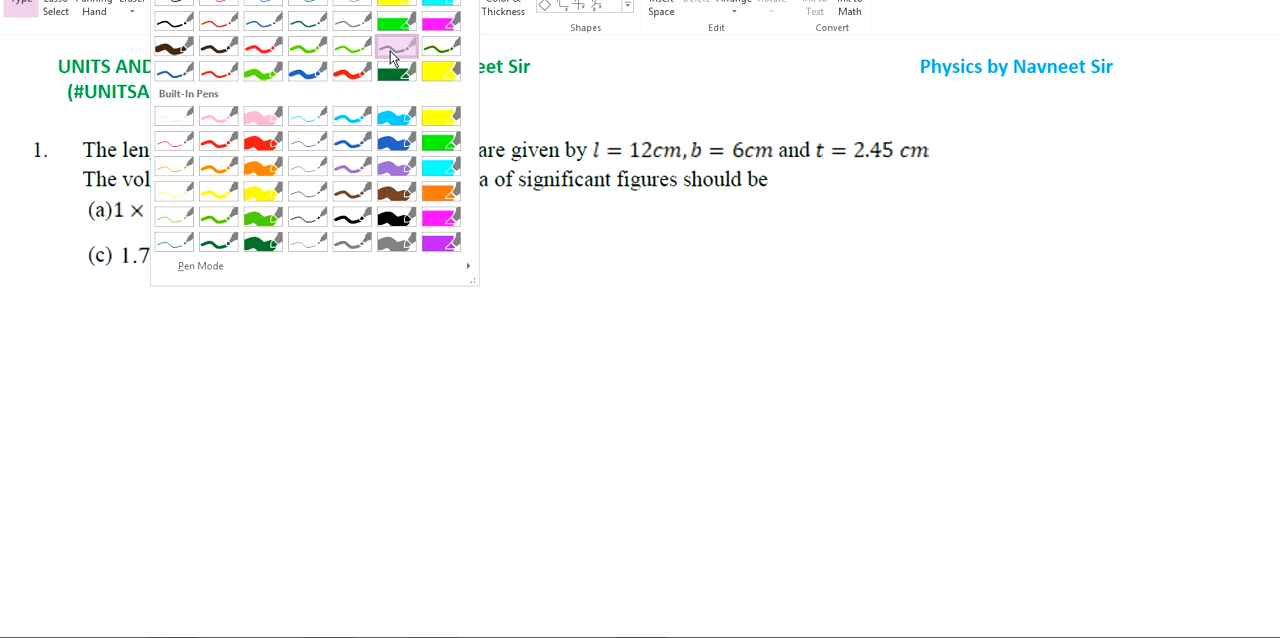 Type Lasso Select Panning Hand Eraser Color & Thickness Insert Space Delete Arrange Rotate Ink to Text Ink to Math
Shapes Edit Convert
UNITS AND eet Sir Physics by Navneet Sir
(#UNITSA
Built-In Pens
1. The len are given by l = 12cm, b = 6cm and t = 2.45 cm
The vol a of significant figures should be
(a)1 ×
(c) 1.7
Pen Mode